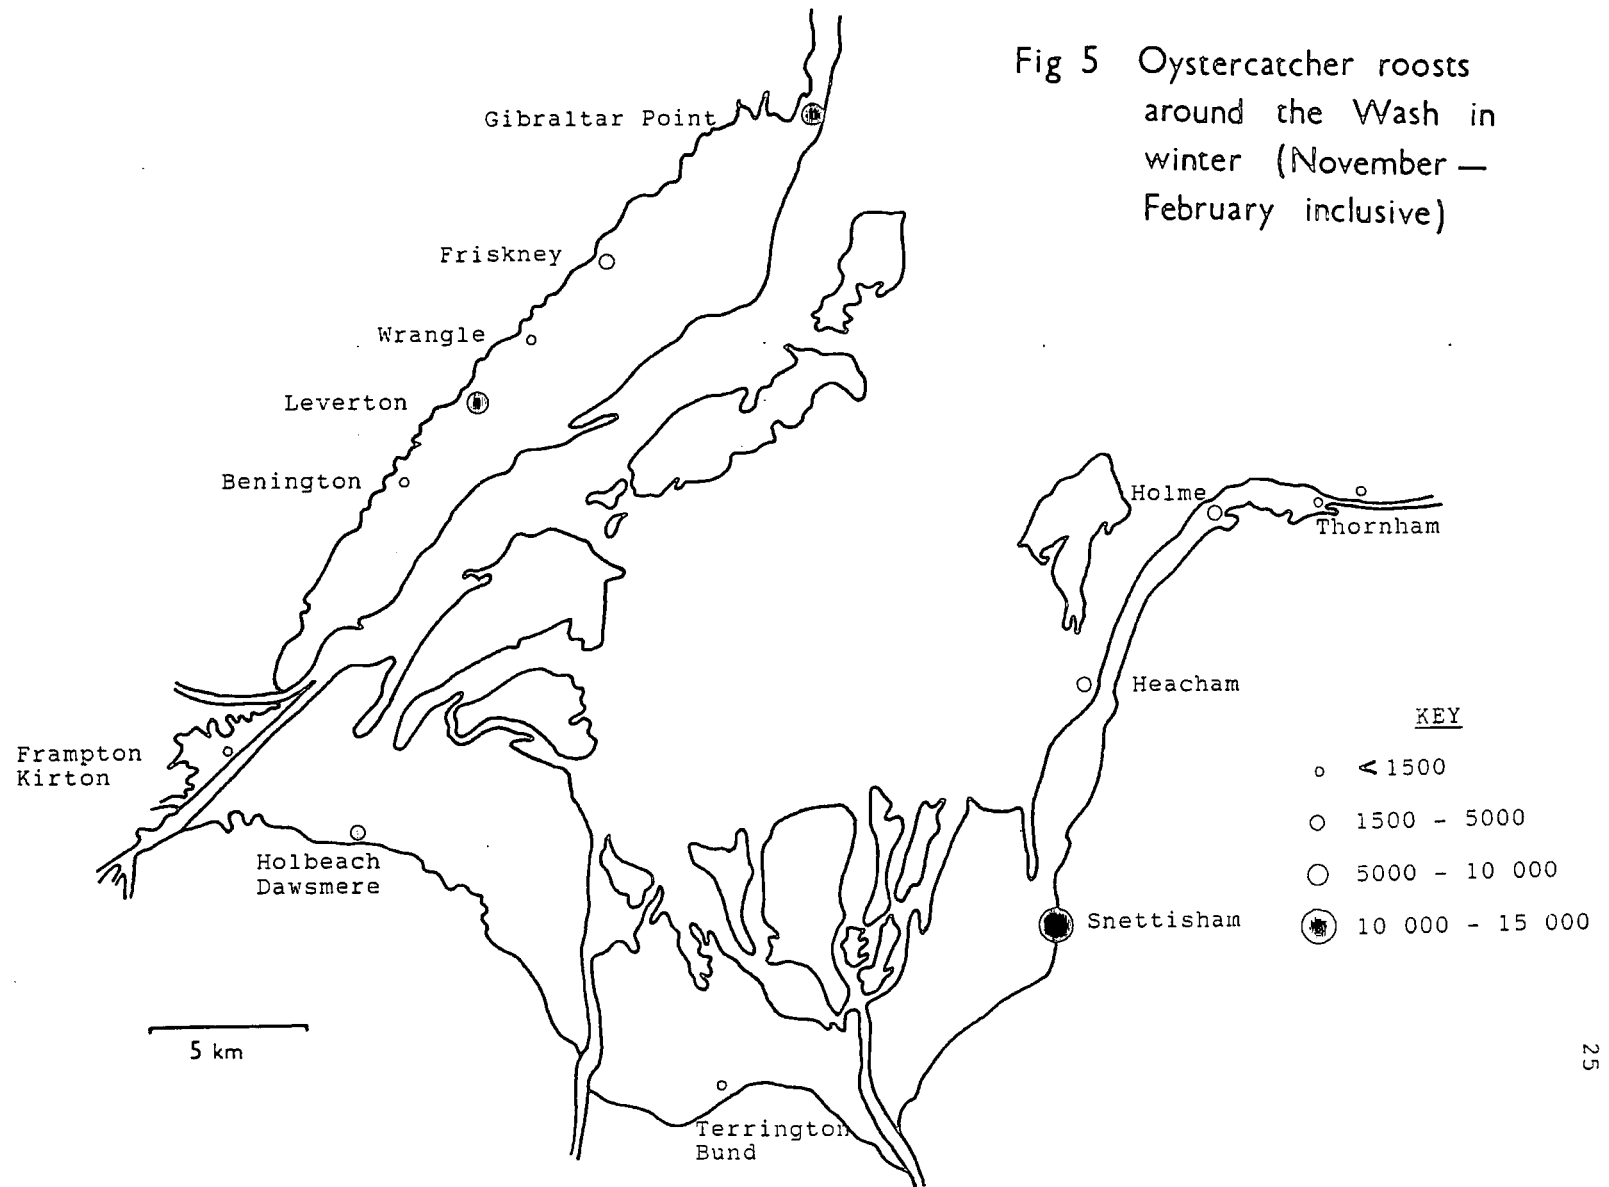 Fig 5 Oystercatcher roosts
around the Wash in
winter (November —
February inclusive)
Gibraltar Point
Friskney
Wrangle
Leverton
Benington
Holme
Thornham
Heacham
Frampton
Kirton
Holbeach
Dawsmere
Snettisham
Terrington
Bund
KEY
< 1500
1500 - 5000
5000 - 10 000
10 000 - 15 000
5 km
25